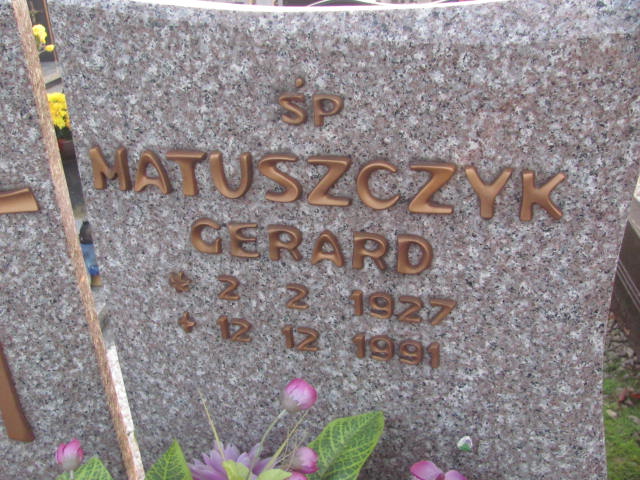 ŚP
MATUSZCZYK
GERARD
* 2 2 1927
+ 12 12 1991